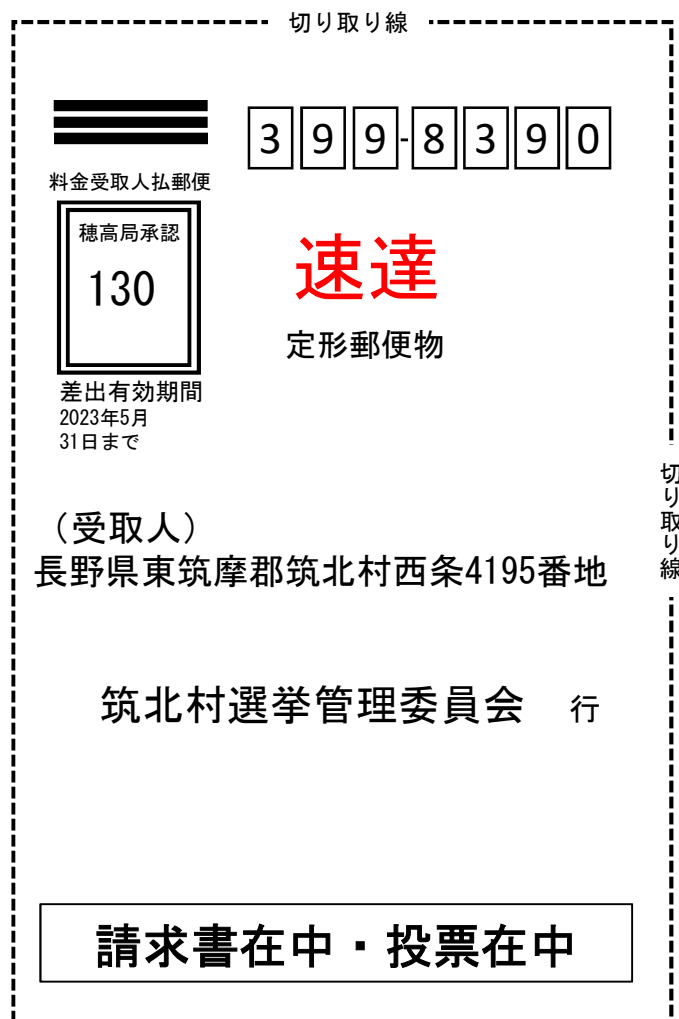 切り取り線
399-8390
料金受取人払郵便
穂高局承認
130
速達
定形郵便物
差出有効期間
2023年5月
31日まで
切り取り線
（受取人）
長野県東筑摩郡筑北村西条4195番地
筑北村選挙管理委員会　行
請求書在中・投票在中